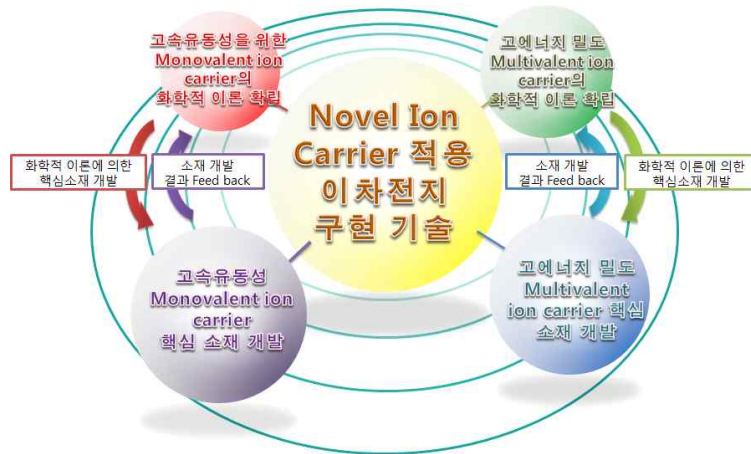 고속유동성을 위한
Monovalent ion
carrier의
화학적 이론 확립
고에너지 밀도
Multivalent ion
carrier의
화학적 이론 확립
Novel Ion
Carrier 적용
이차전지
구현 기술
화학적 이론에 의한
핵심소재 개발
소재 개발
결과 Feed back
소재 개발
결과 Feed back
화학적 이론에 의한
핵심소재 개발
고속유동성
Monovalent ion
carrier
핵심 소재 개발
고에너지 밀도
Multivalent
ion carrier 핵심
소재 개발